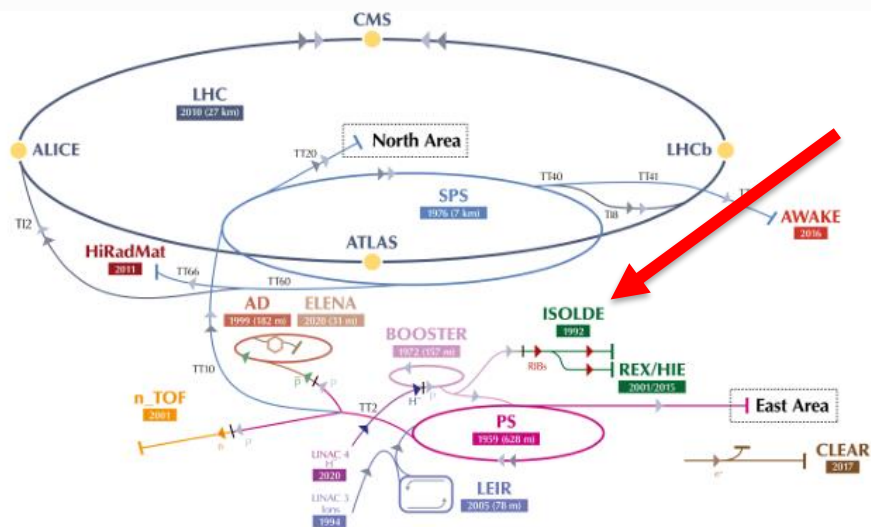 CMS
LHC
2010 (27 km)
North Area
TT20
ALICE
LHCb
TT40
TT41
SPS
1976 (7 km)
TI8
TI2
AWAKE
2016
ATLAS
HiRadMat
2011
TT66
TT60
AD
1999 (182 m)
ELENA
2020 (31 m)
ISOLDE
1992
BOOSTER
1972 (157 m)
RIBs
REX/HIE
2001/2015
TT10
p
p
n_TOF
2001
TT2
H-
p
East Area
PS
1959 (628 m)
n
p
LINAC 4
H-
2020
CLEAR
2017
e-
LEIR
2005 (78 m)
LINAC 3
Ions
1994